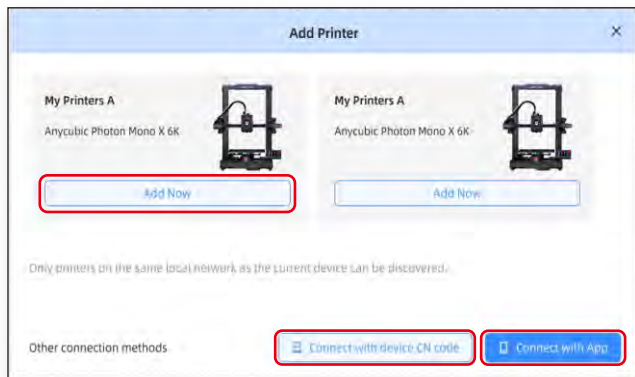 Add Printer
My Printers A
Anycubic Photon Mono X 6K
Add Now
My Printers A
Anycubic Photon Mono X 6K
Add Now
Only printers on the same local network as the current device can be discovered.
Other connection methods
Connect with device CN code
Connect with App